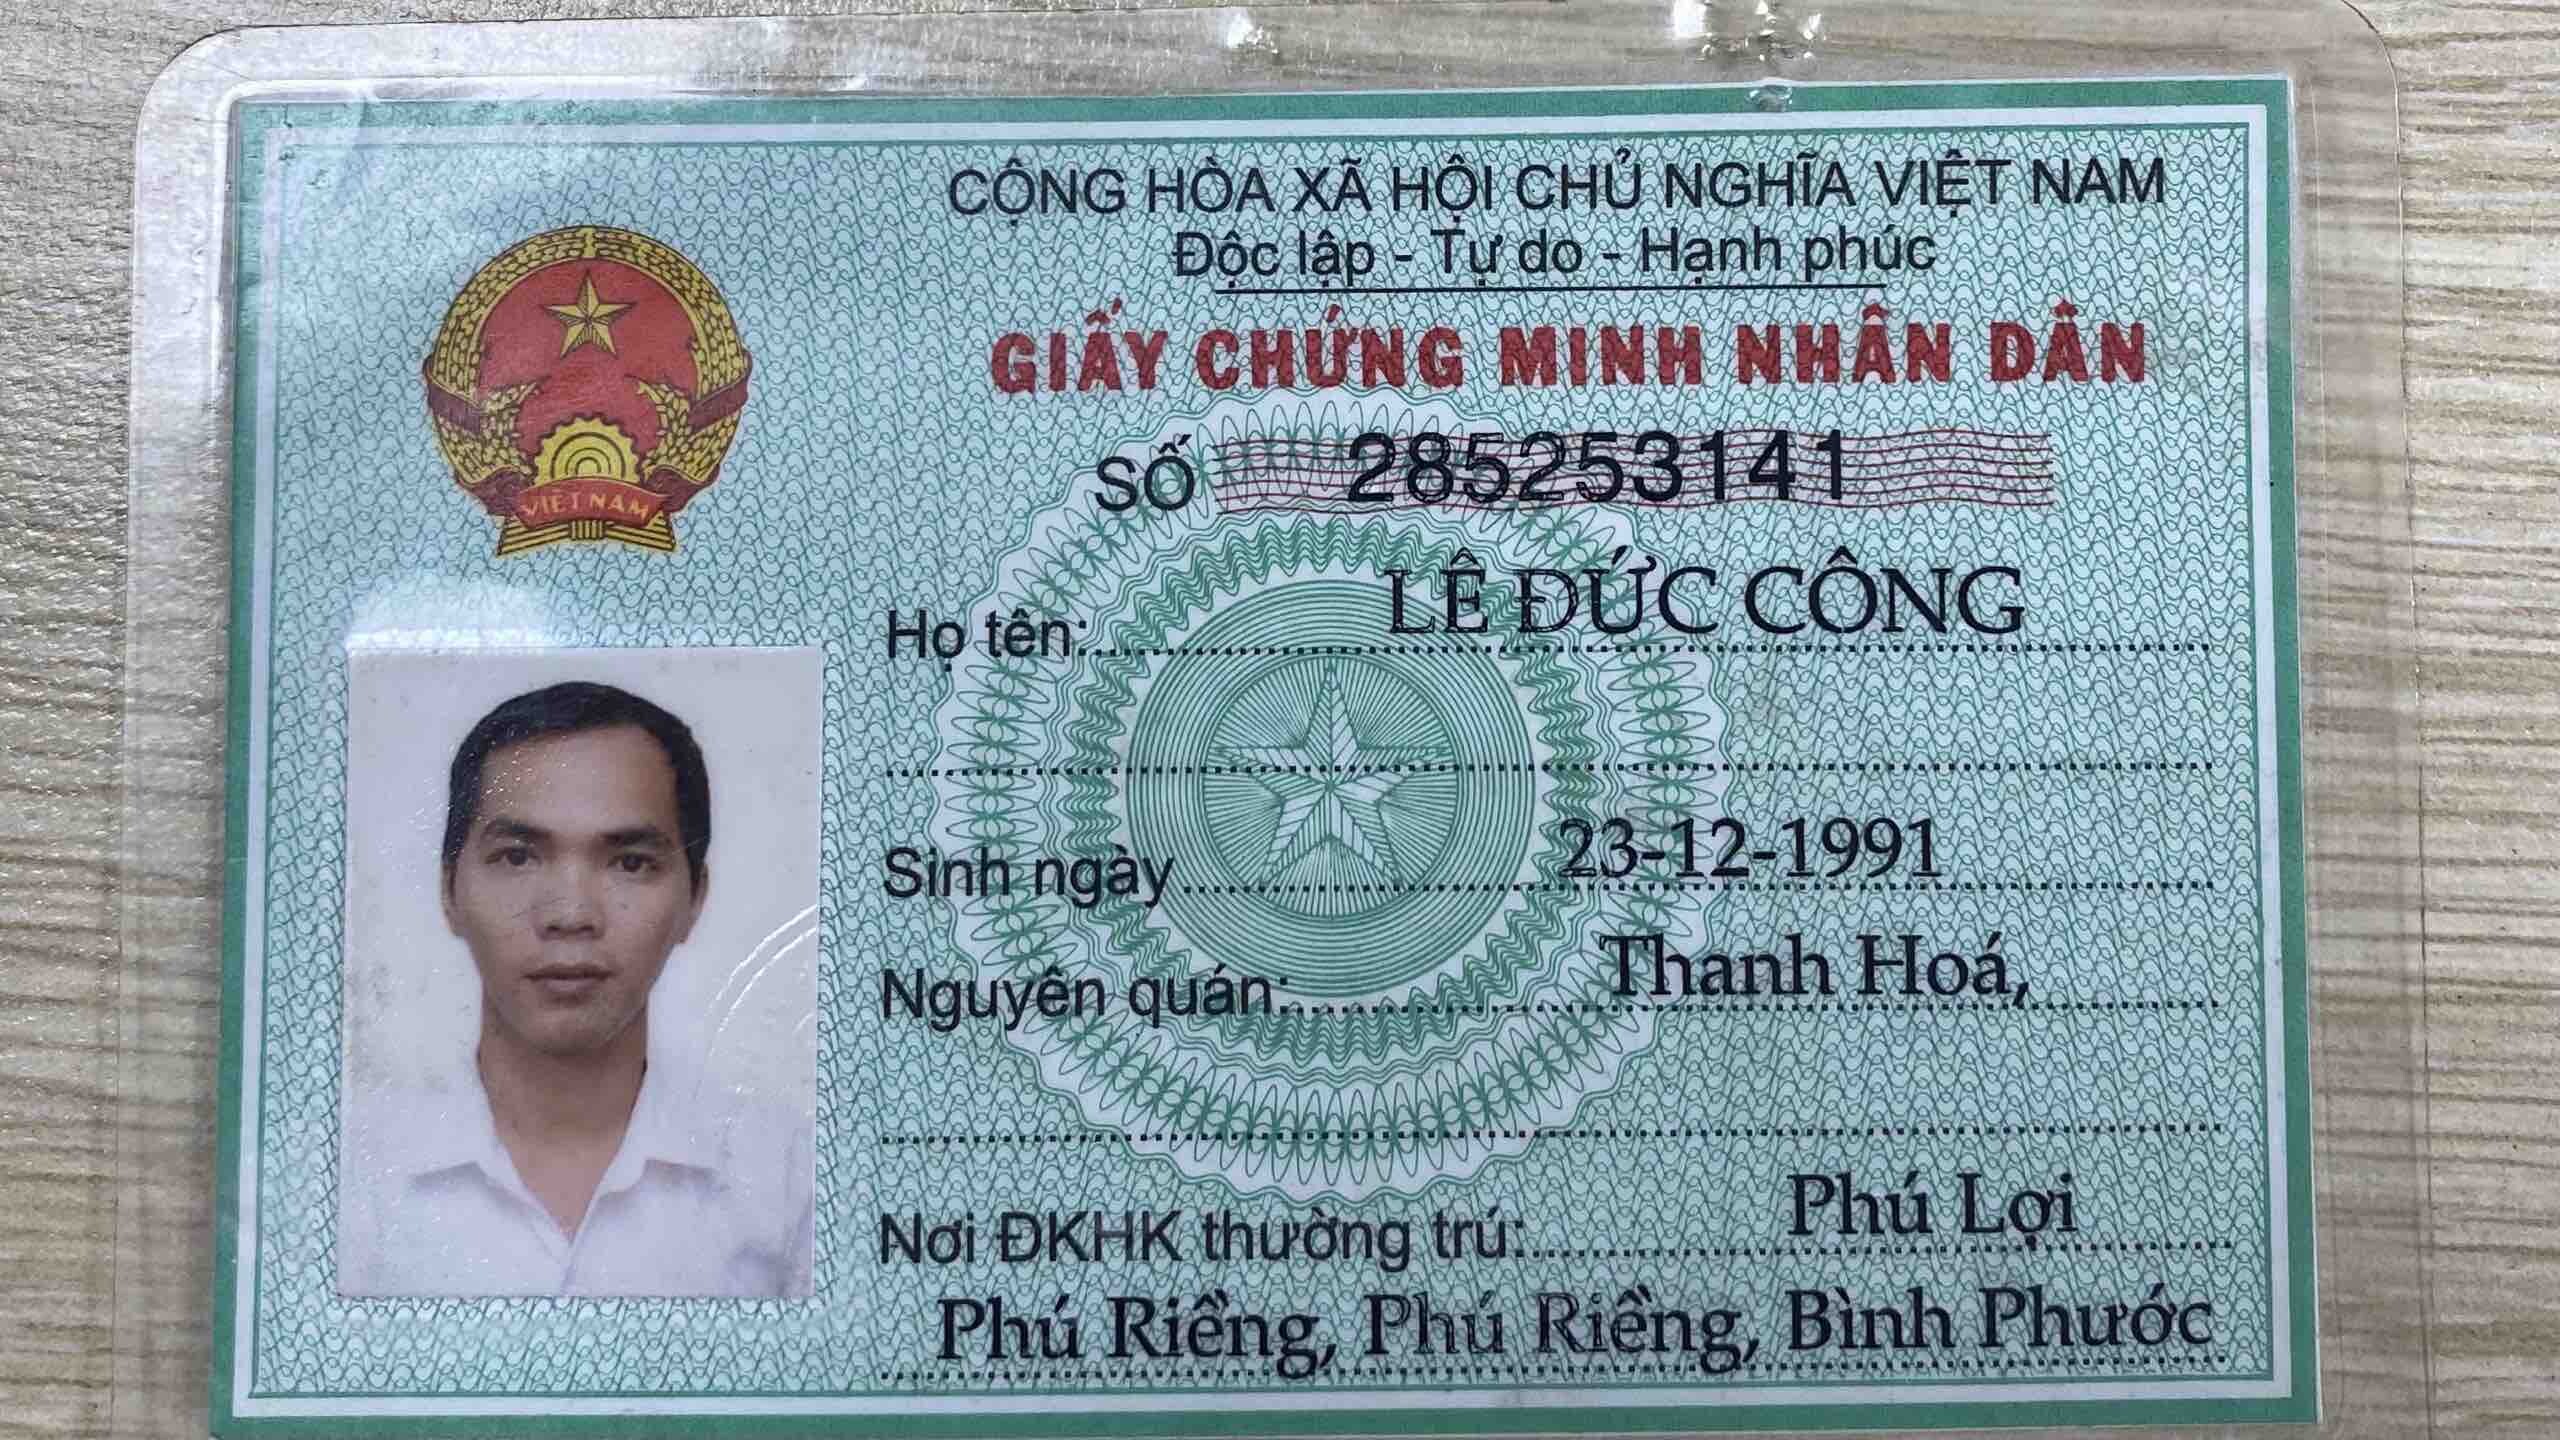 CỘNG HÒA XÃ HỘI CHỦ NGHĨA VIỆT NAM
Độc lập - Tự do - Hạnh phúc
GIẤY CHỨNG MINH NHÂN DÂN
SỐ 285253141
VIỆT NAM
Họ tên: LÊ ĐỨC CÔNG
Sinh ngày 23-12-1991
Nguyên quán: Thanh Hoá,
Nơi ĐKHK thường trú: Phú Lợi
Phú Riềng, Phú Riềng, Bình Phước